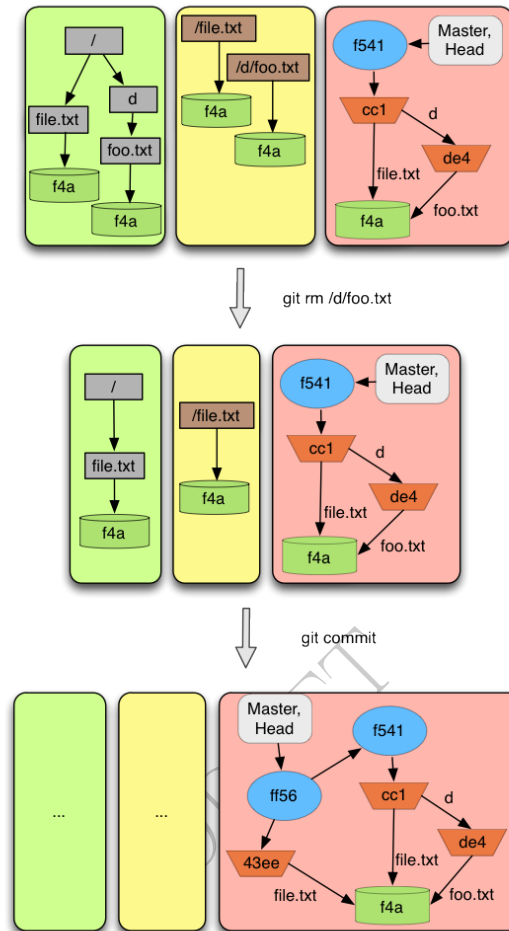 /
d
file.txt
foo.txt
f4a
f4a
/file.txt
/d/foo.txt
f4a
f4a
f541
Master,
Head
cc1
d
de4
file.txt
foo.txt
f4a
git rm /d/foo.txt
/
file.txt
f4a
/file.txt
f4a
f541
Master,
Head
cc1
d
de4
file.txt
foo.txt
f4a
git commit
...
...
Master,
Head
f541
ff56
cc1
d
43ee
de4
file.txt
file.txt
foo.txt
f4a